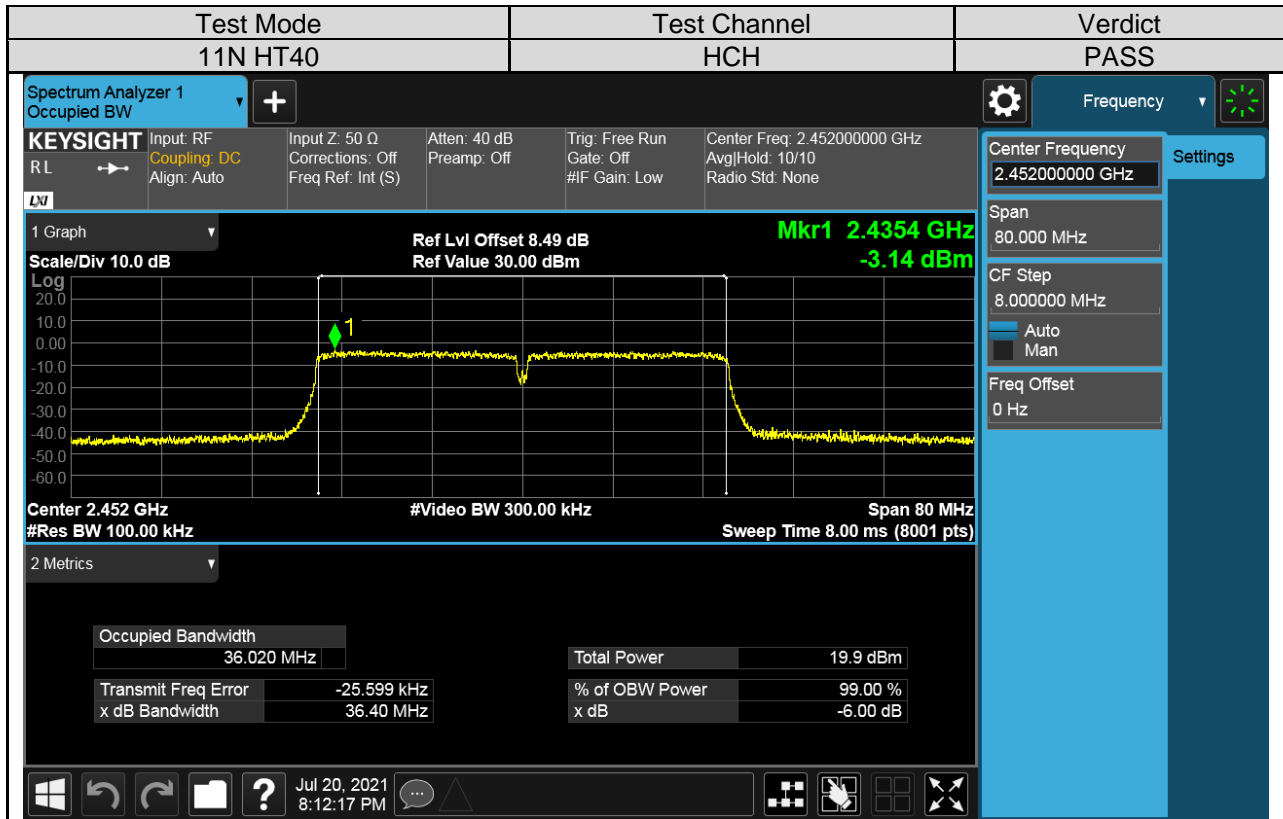 Test Mode Test Channel Verdict
11N HT40 HCH PASS
Spectrum Analyzer 1
Occupied BW
Frequency
KEYSIGHT
RL
LXI
Input: RF
Coupling: DC
Align: Auto
Input Z: 50 Ω
Corrections: Off
Freq Ref: Int (S)
Atten: 40 dB
Preamp: Off
Trig: Free Run
Gate: Off
#IF Gain: Low
Center Freq: 2.452000000 GHz
Avg|Hold: 10/10
Radio Std: None
Center Frequency
2.452000000 GHz
Settings
Span
80.000 MHz
CF Step
8.000000 MHz
Auto
Man
Freq Offset
0 Hz
1 Graph
Scale/Div 10.0 dB
Ref Lvl Offset 8.49 dB
Ref Value 30.00 dBm
Mkr1 2.4354 GHz
-3.14 dBm
Log
20.0
10.0
0.00
-10.0
-20.0
-30.0
-40.0
-50.0
-60.0
1
Center 2.452 GHz #Video BW 300.00 kHz Span 80 MHz
#Res BW 100.00 kHz Sweep Time 8.00 ms (8001 pts)
2 Metrics
Occupied Bandwidth
36.020 MHz
Total Power 19.9 dBm
Transmit Freq Error -25.599 kHz
% of OBW Power 99.00 %
x dB Bandwidth 36.40 MHz
x dB -6.00 dB
?
Jul 20, 2021
8:12:17 PM